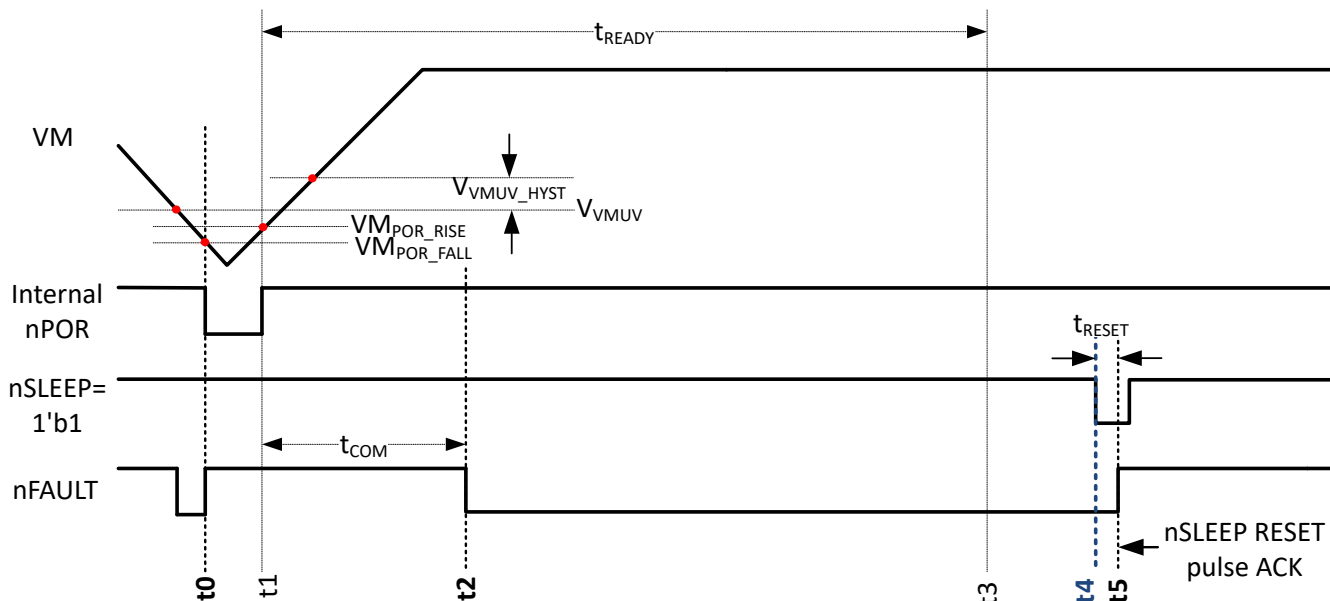 tREADY
VM
VVMUV_HYST
VVMUV
VMPOR_RISE
VMPOR_FALL
Internal
nPOR
tRESET
nSLEEP=
1'b1
tCOM
nFAULT
nSLEEP RESET
pulse ACK
t0
t1
t2
t3
t4
t5